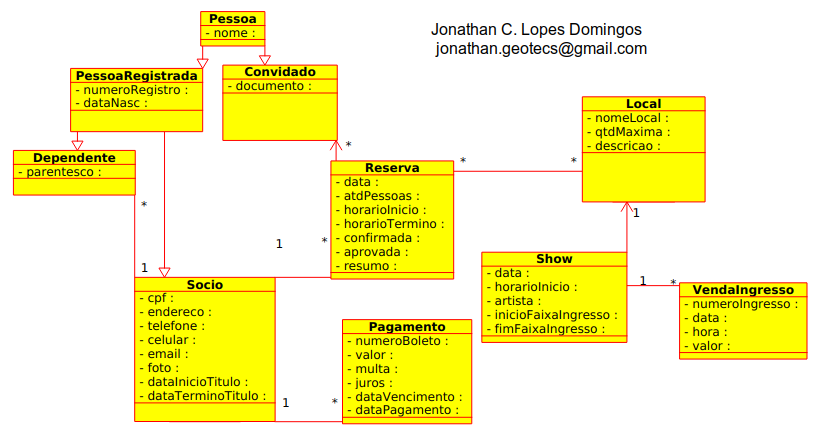 Jonathan C. Lopes Domingos
jonathan.geotecs@gmail.com
Pessoa
- nome :
PessoaRegistrada
- numeroRegistro :
- dataNasc :
Convidado
- documento :
Dependente
- parentesco :
*
1
*
Reserva
- data :
- atdPessoas :
- horarioInicio :
- horarioTermino :
- confirmada :
- aprovada :
- resumo :
*
*
1
*
Local
- nomeLocal :
- qtdMaxima :
- descricao :
1
Show
- data :
- horarioInicio :
- artista :
- inicioFaixaIngresso :
- fimFaixaIngresso :
1
*
VendaIngresso
- numeroIngresso :
- data :
- hora :
- valor :
Socio
- cpf :
- endereco :
- telefone :
- celular :
- email :
- foto :
- dataInicioTitulo :
- dataTerminoTitulo :
1
*
Pagamento
- numeroBoleto :
- valor :
- multa :
- juros :
- dataVencimento :
- dataPagamento :